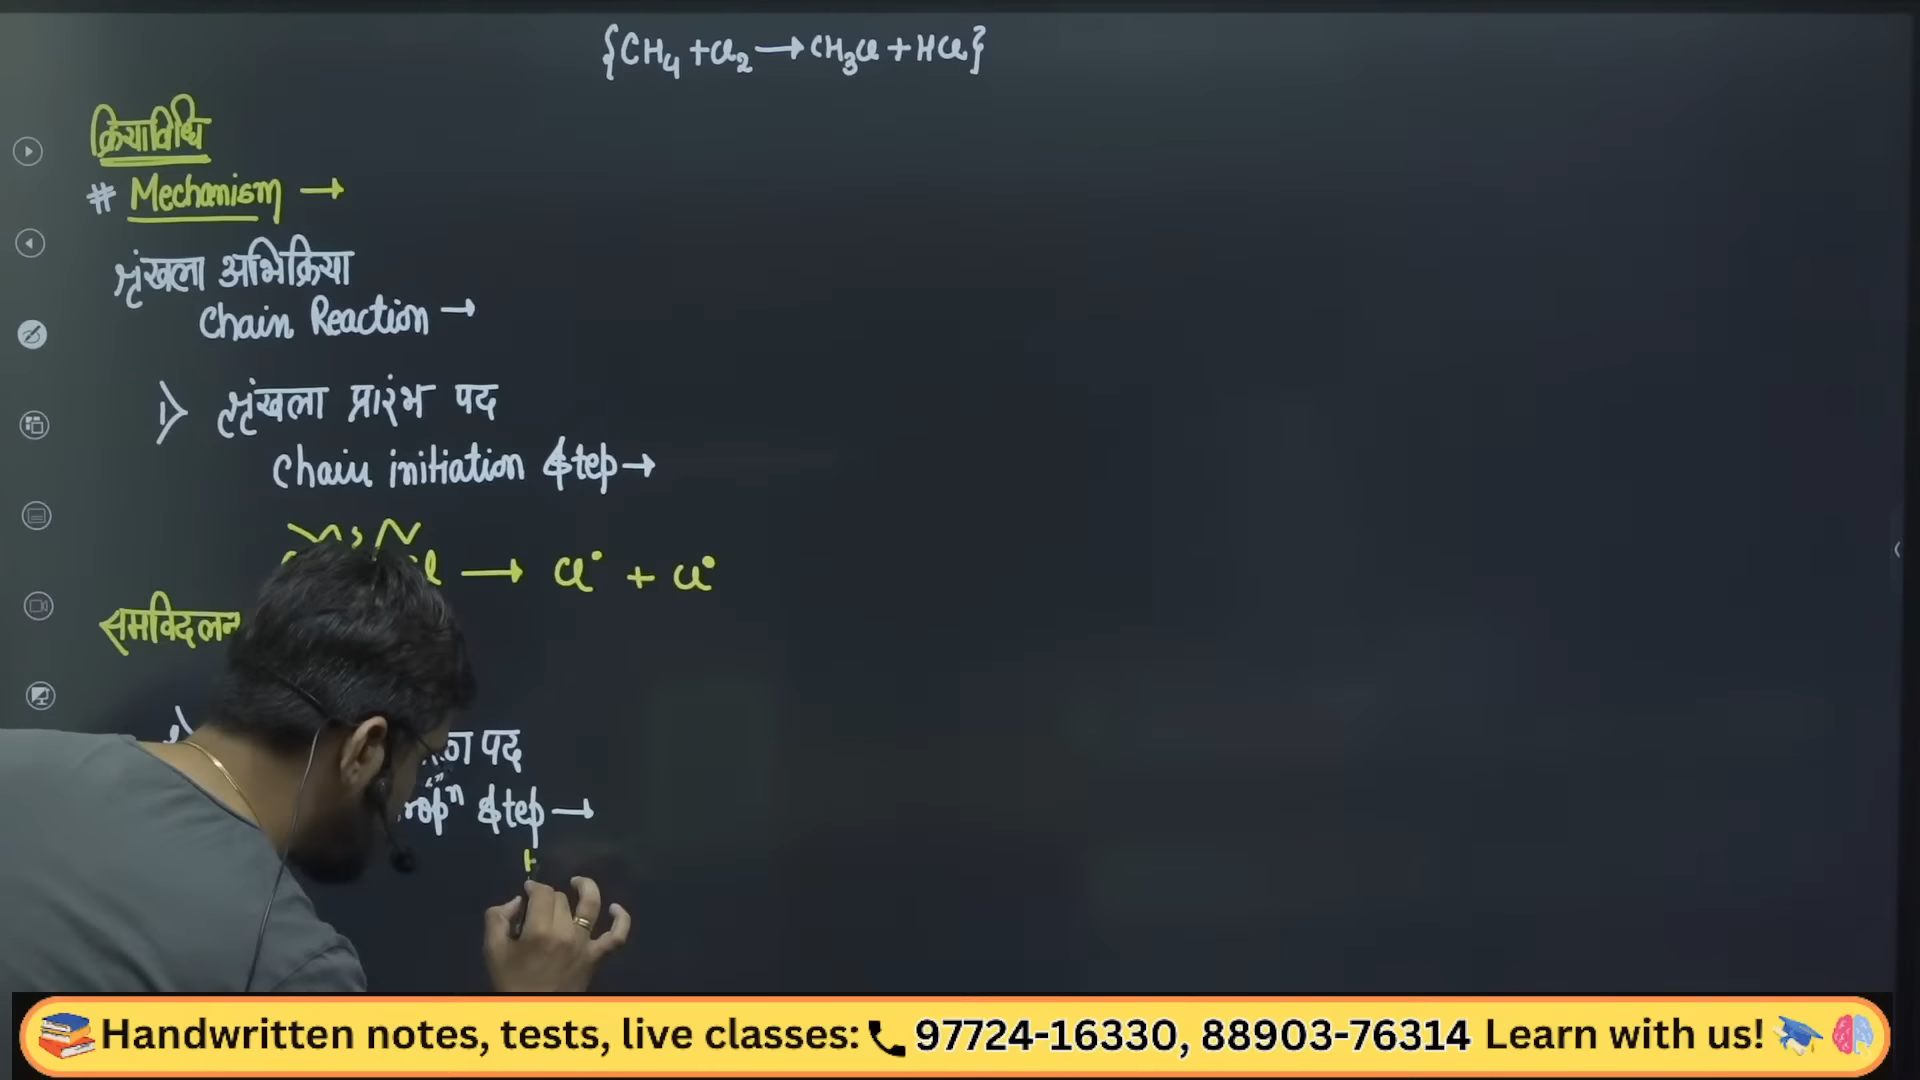 {CH₄ + Cl₂ → CH₃Cl + HCl}
क्रियाविधि
# Mechanism →
श्रृंखला अभिक्रिया
Chain Reaction →
1) श्रृंखला प्रारंभ पद
Chain initiation Step →
→ Cl• + Cl•
समविदलन
पद
Step →
Handwritten notes, tests, live classes: 97724-16330, 88903-76314 Learn with us!